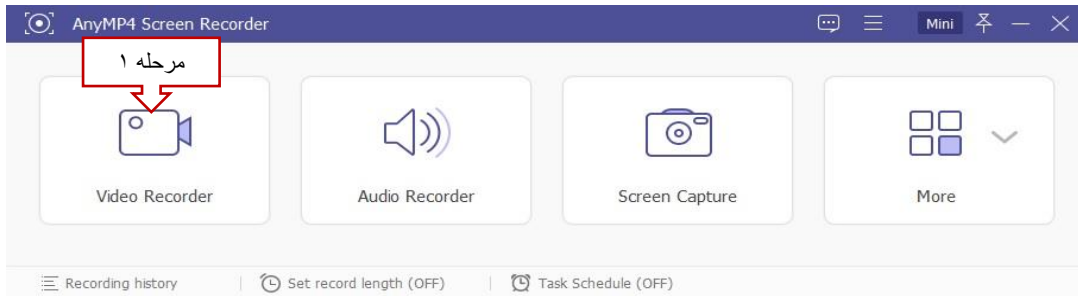 AnyMP4 Screen Recorder
Mini
مرحله ۱
Video Recorder
Audio Recorder
Screen Capture
More
Recording history
Set record length (OFF)
Task Schedule (OFF)